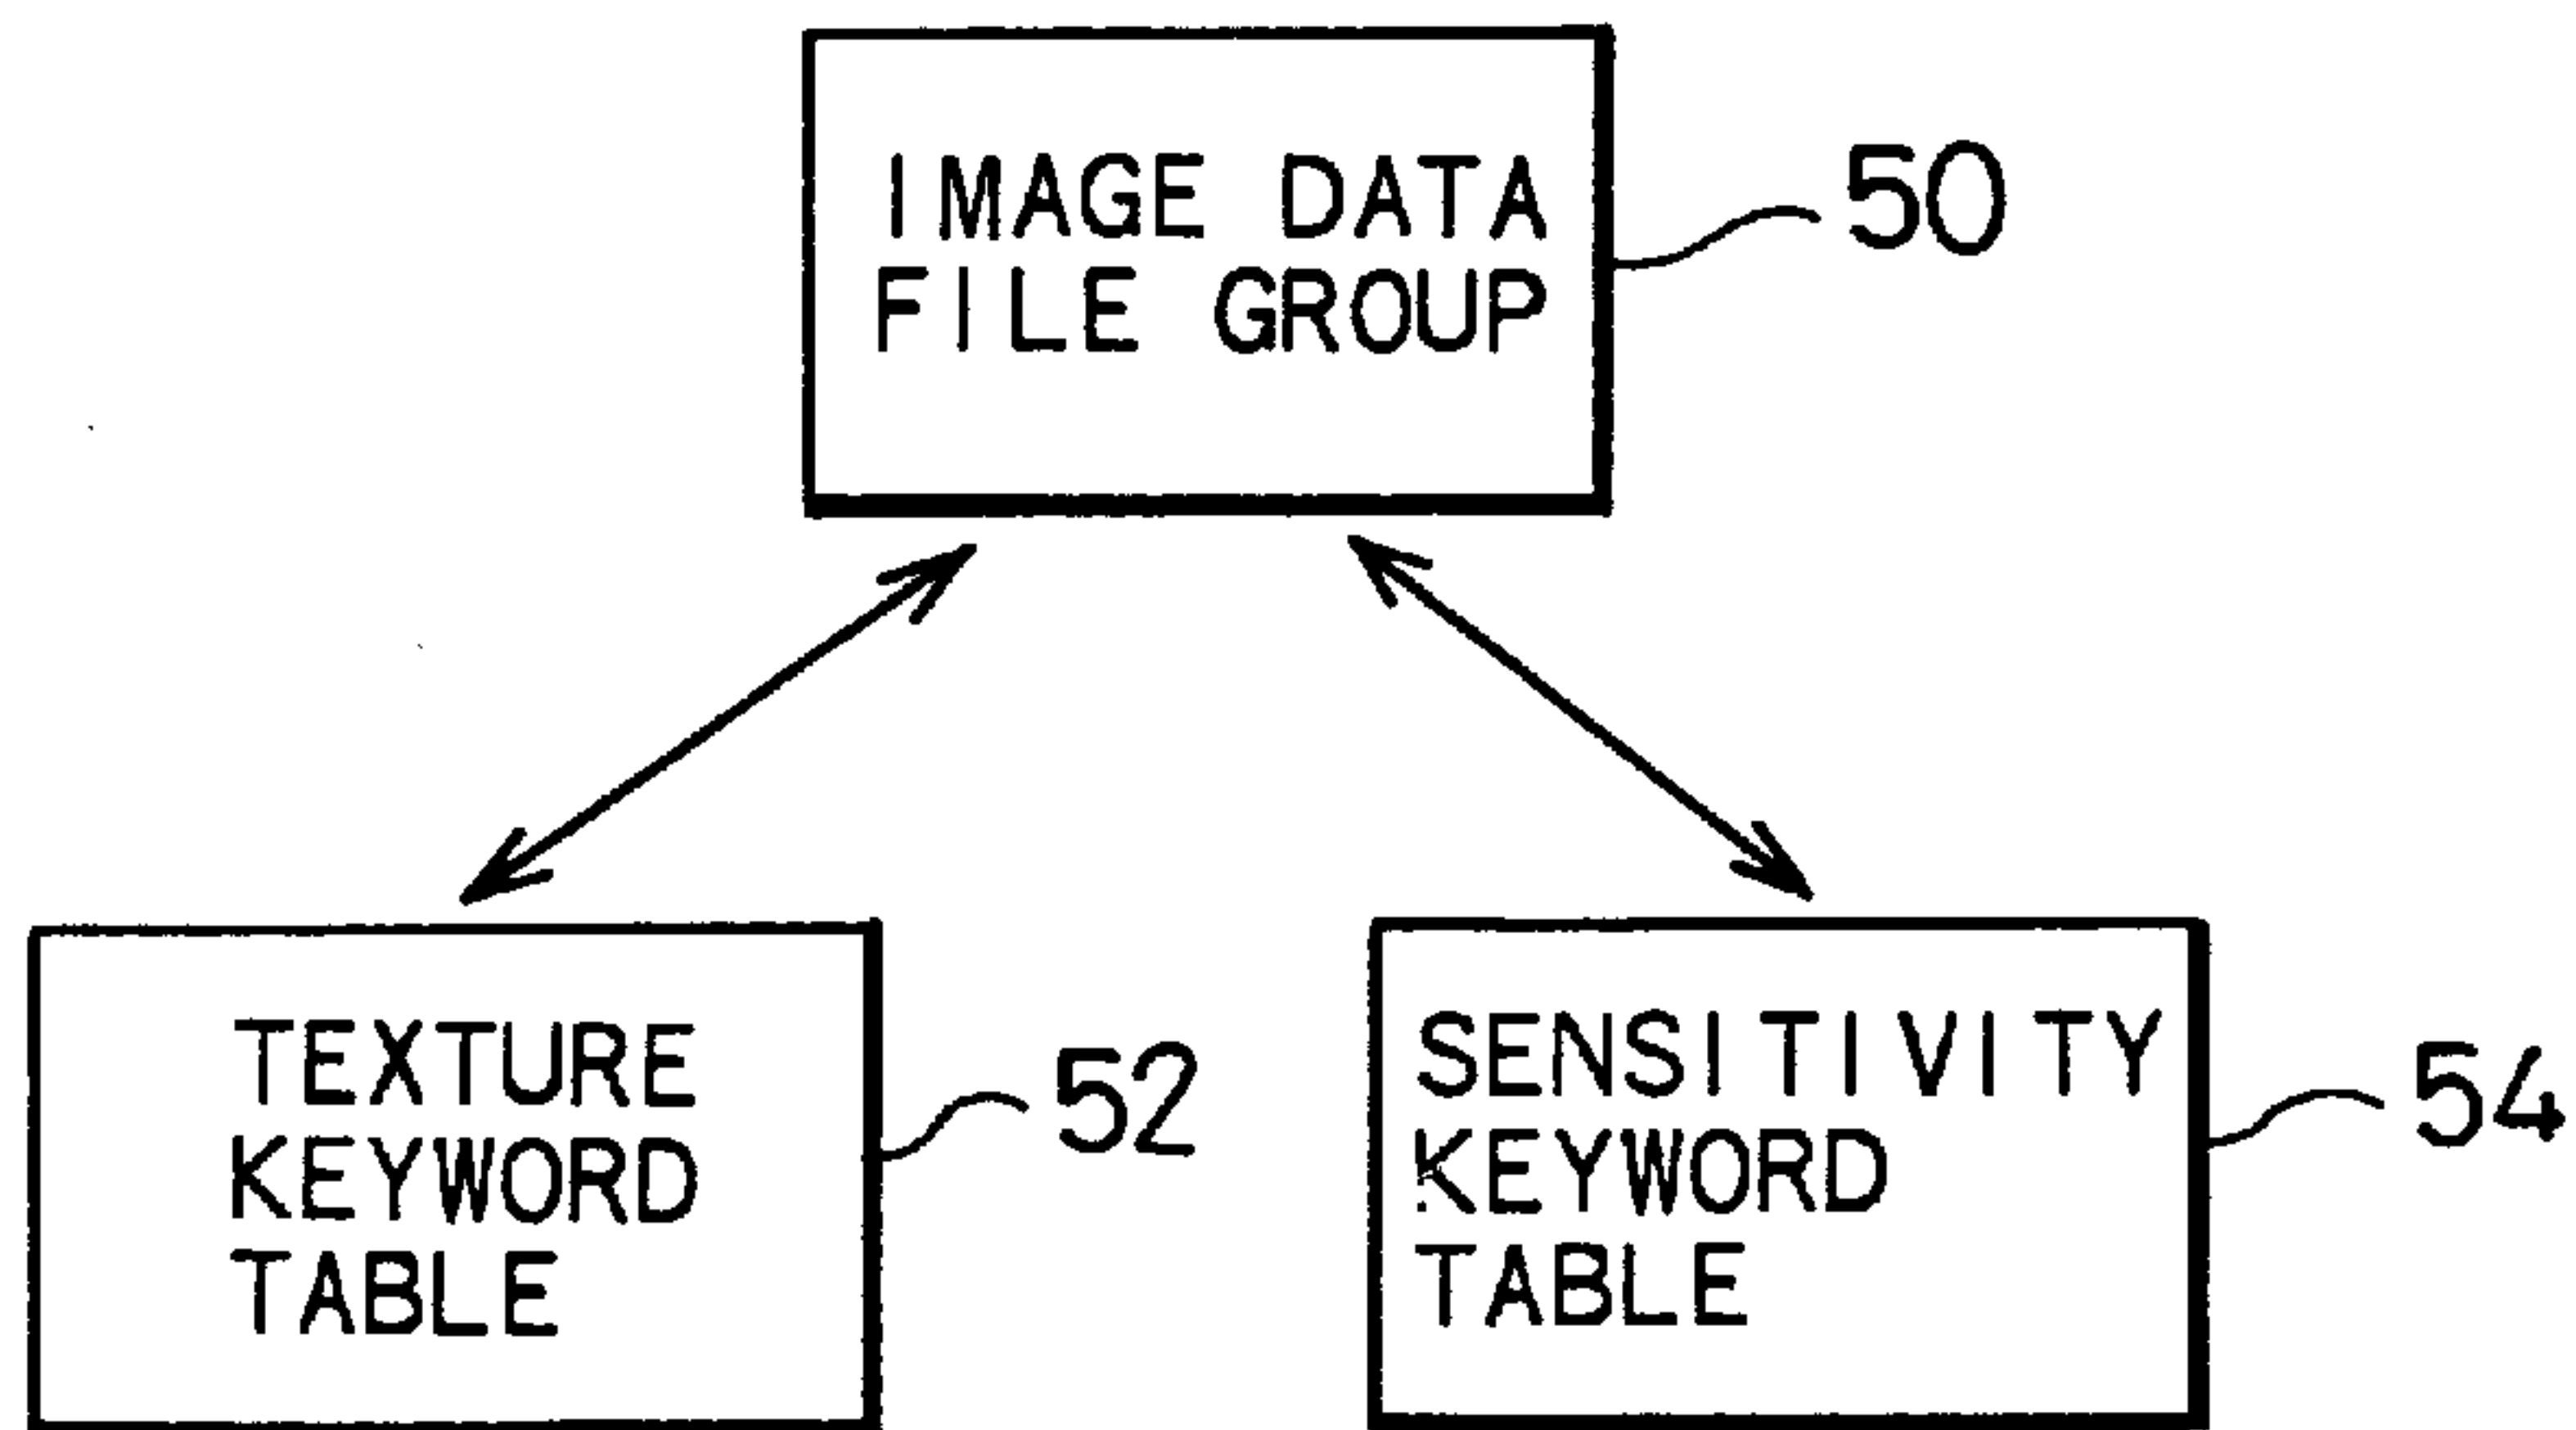 IMAGE DATA
FILE GROUP
50
TEXTURE
KEYWORD
TABLE
52
SENSITIVITY
KEYWORD
TABLE
54